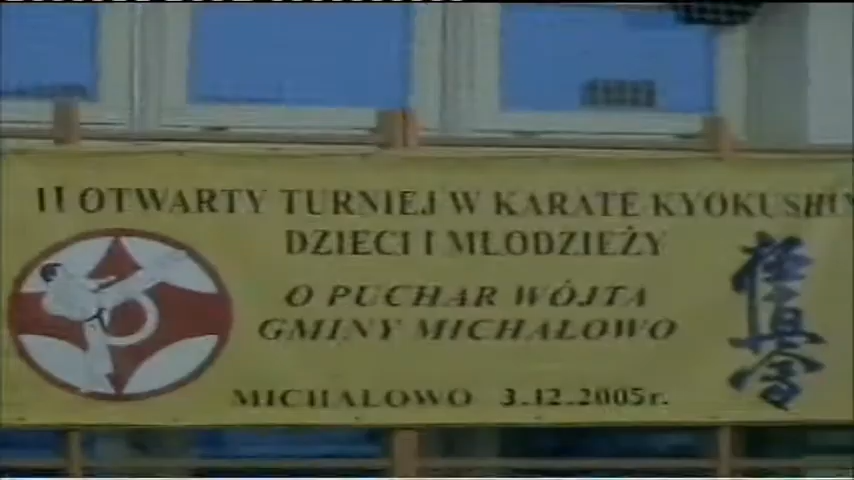 II OTWARTY TURNIEJ W KARATE KYOKUSHIN
DZIECI I MŁODZIEŻY
O PUCHAR WÓJTA
GMINY MICHAŁOWO
MICHAŁOWO 3.12.2005r.
極真会